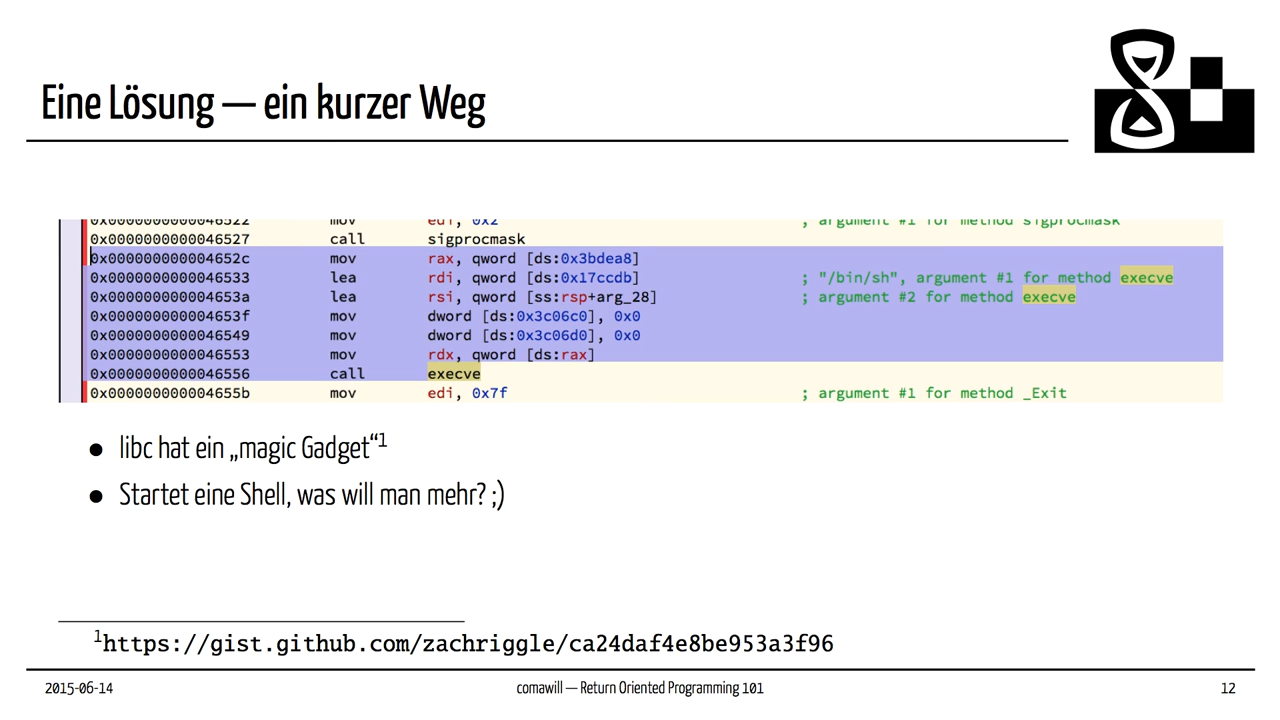 Eine Lösung — ein kurzer Weg
0x0000000000046522 mov edi, 0x2 ; argument #1 for method sigprocmask
0x0000000000046527 call sigprocmask
0x000000000004652c mov rax, qword [ds:0x3bdea8]
0x0000000000046533 lea rdi, qword [ds:0x17ccdb] ; "/bin/sh", argument #1 for method execve
0x000000000004653a lea rsi, qword [ss:rsp+arg_28] ; argument #2 for method execve
0x000000000004653f mov dword [ds:0x3c06c0], 0x0
0x0000000000046549 mov dword [ds:0x3c06d0], 0x0
0x0000000000046553 mov rdx, qword [ds:rax]
0x0000000000046556 call execve
0x000000000004655b mov edi, 0x7f ; argument #1 for method _Exit
● libc hat ein „magic Gadget“¹
● Startet eine Shell, was will man mehr? ;)
¹https://gist.github.com/zachriggle/ca24daf4e8be953a3f96
2015-06-14 comawill — Return Oriented Programming 101 12